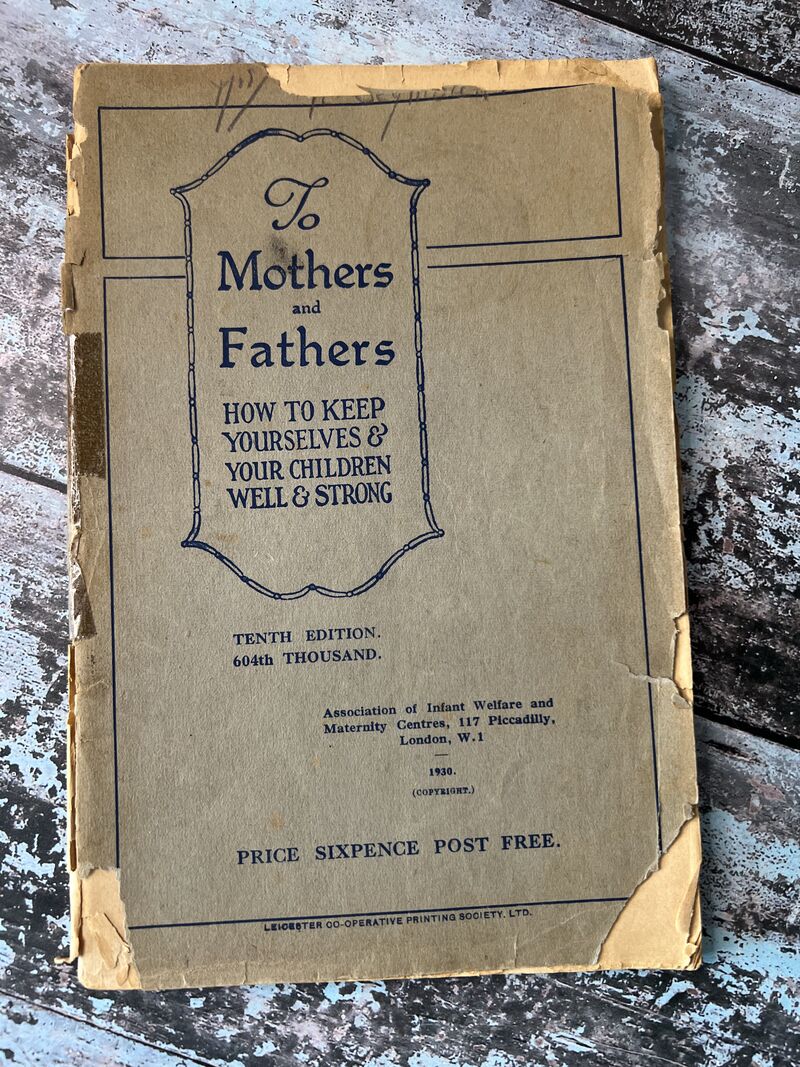 To
Mothers
and
Fathers
HOW TO KEEP
YOURSELVES &
YOUR CHILDREN
WELL & STRONG
TENTH EDITION.
604th THOUSAND.
Association of Infant Welfare and
Maternity Centres, 117 Piccadilly,
London, W.1
1930.
(COPYRIGHT.)
PRICE SIXPENCE POST FREE.
LEICESTER CO-OPERATIVE PRINTING SOCIETY, LTD.